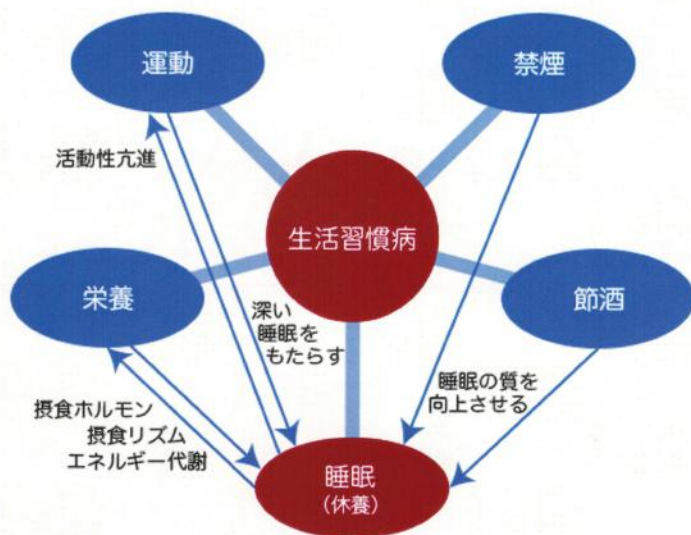 運動
禁煙
活動性亢進
生活習慣病
栄養
節酒
深い
睡眠を
もたらす
睡眠の質を
向上させる
摂食ホルモン
摂食リズム
エネルギー代謝
睡眠
(休養)